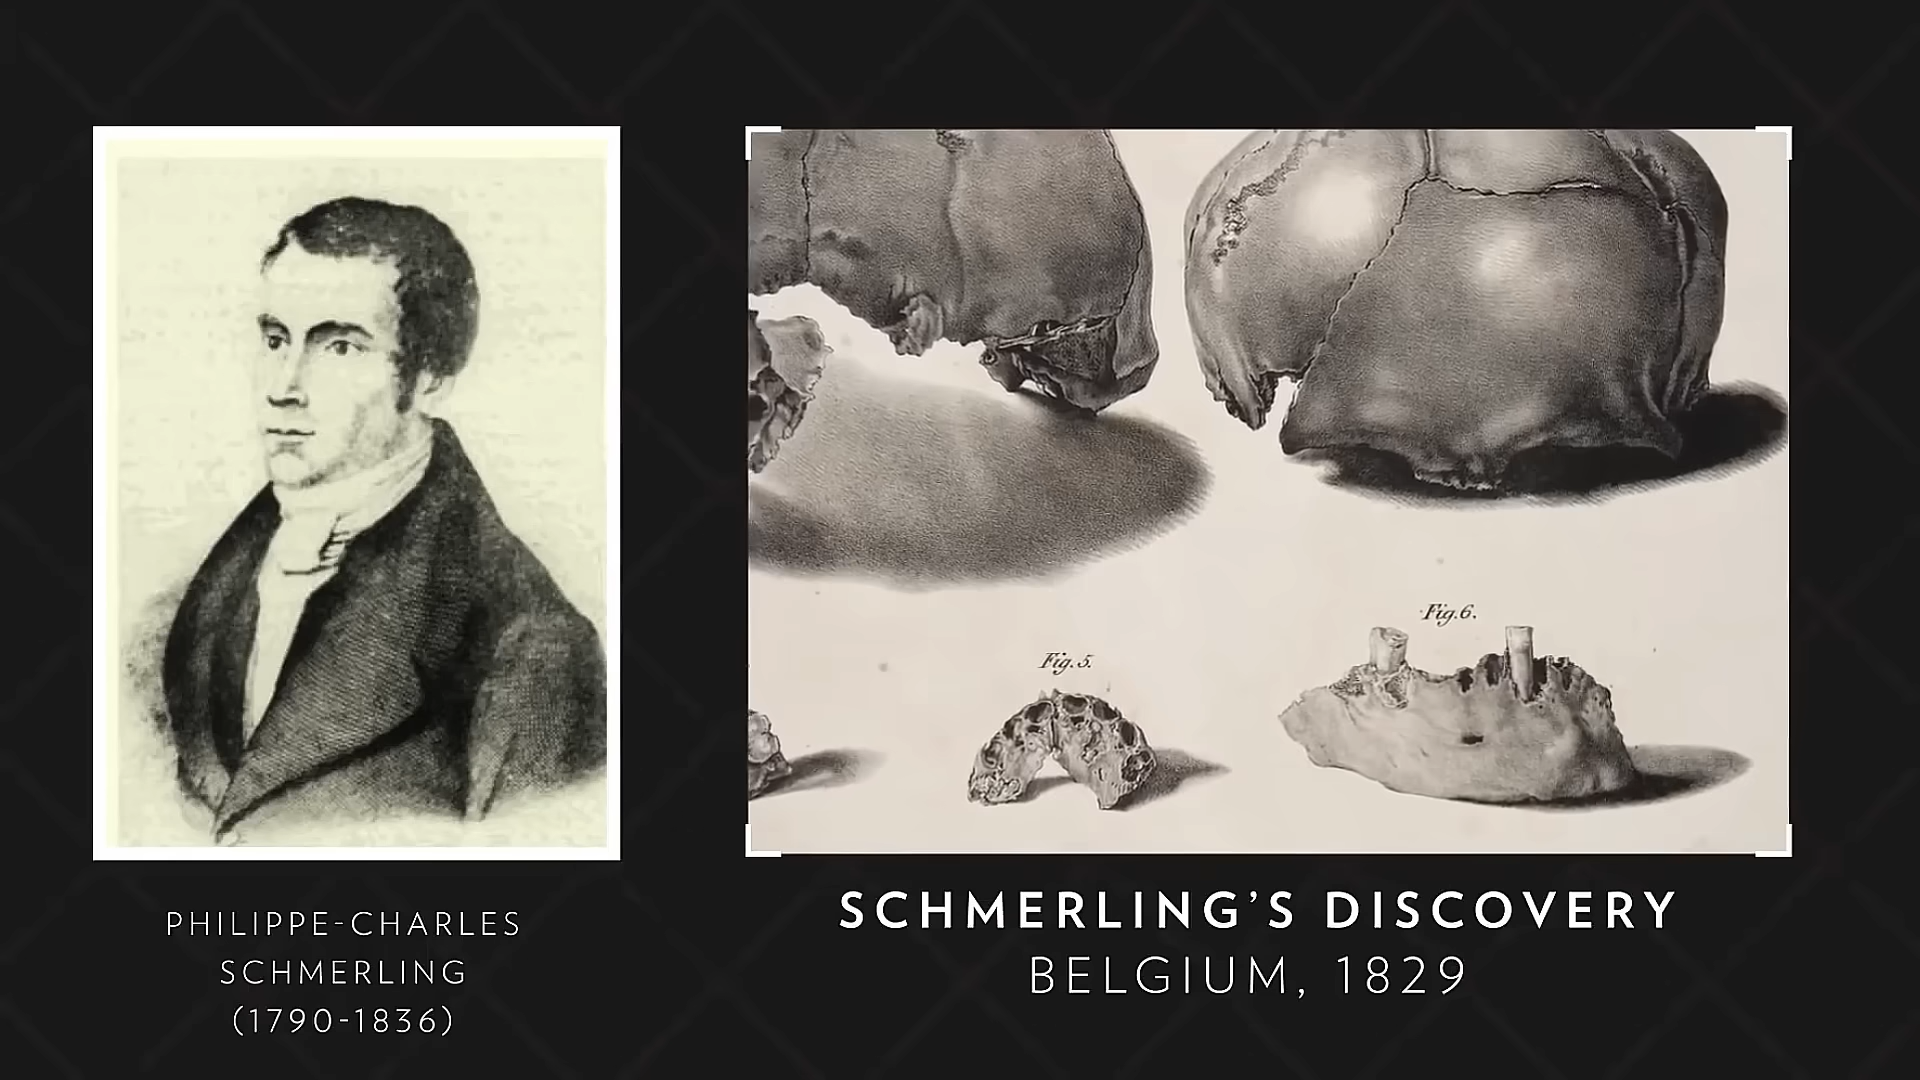 Fig. 5.
Fig. 6.
PHILIPPE-CHARLES
SCHMERLING
(1790-1836)
SCHMERLING'S DISCOVERY
BELGIUM, 1829